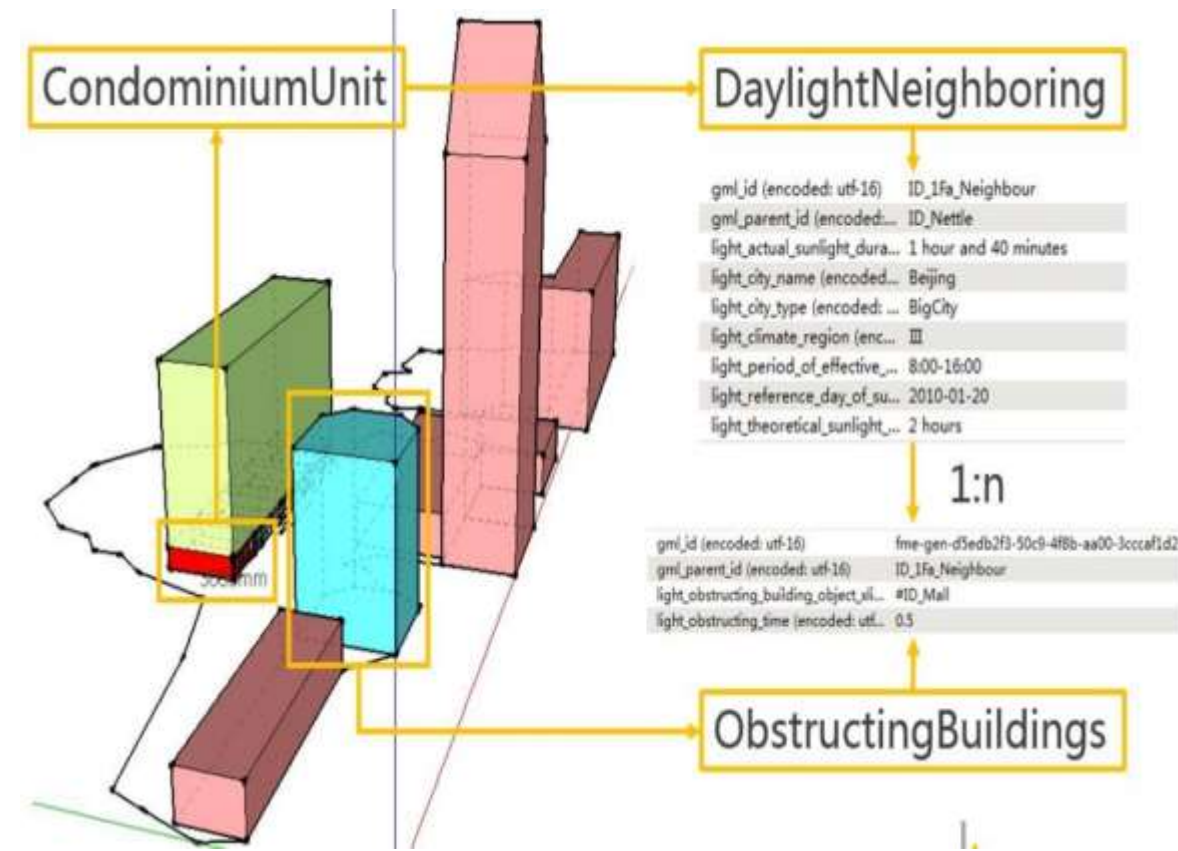 CondominiumUnit
DaylightNeighboring
gml_id (encoded: utf-16) ID_1Fa_Neighbour
gml_parent_id (encoded:... ID_Nettle
light_actual_sunlight_dura... 1 hour and 40 minutes
light_city_name (encoded... Beijing
light_city_type (encoded: ... BigCity
light_climate_region (enc... Ⅲ
light_period_of_effective_... 8:00-16:00
light_reference_day_of_su... 2010-01-20
light_theoretical_sunlight_... 2 hours
1:n
gml_id (encoded: utf-16) fme-gen-d5edb2f3-50c9-4f8b-aa00-3cccaf1d2
gml_parent_id (encoded: utf-16) ID_1Fa_Neighbour
light_obstructing_building_object_xli... #ID_Mall
light_obstructing_time (encoded: utf... 0.5
ObstructingBuildings